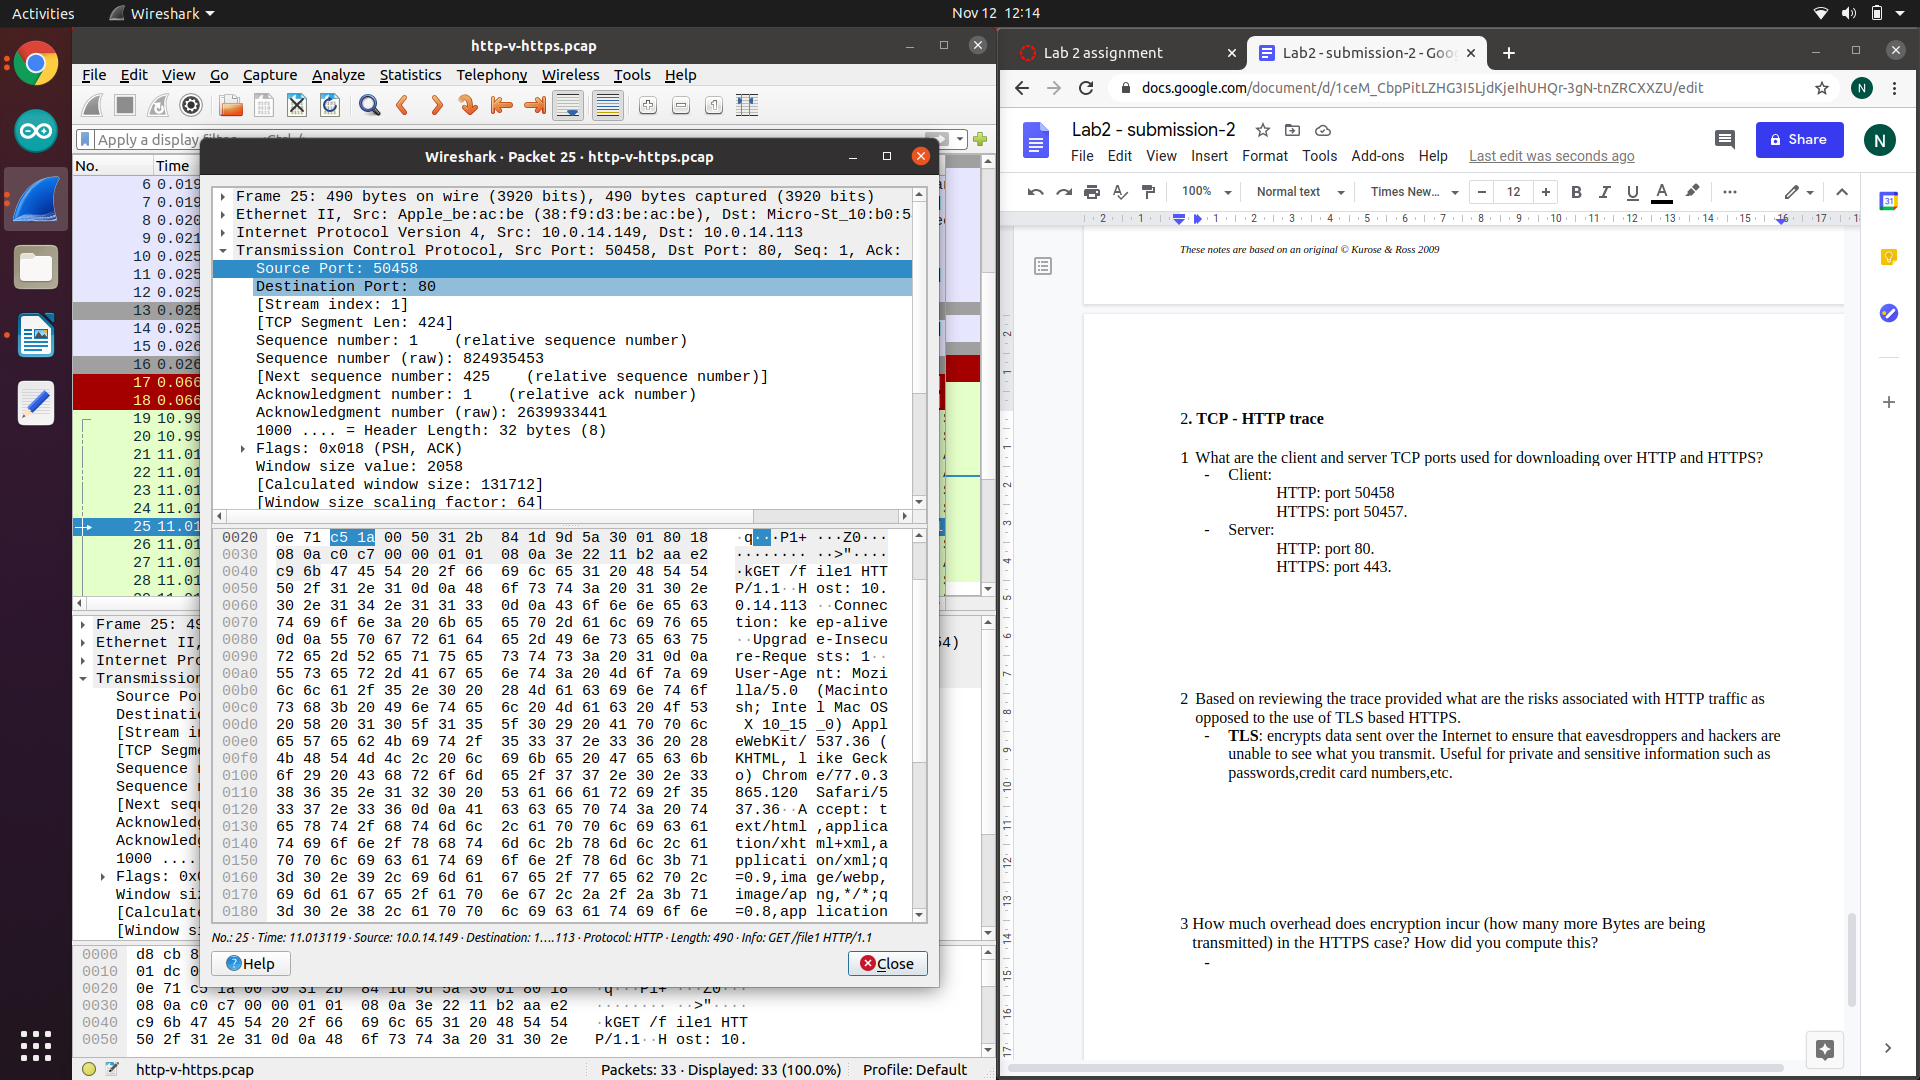 Activities
Wireshark
Nov 12 12:14
http-v-https.pcap
File Edit View Go Capture Analyze Statistics Telephony Wireless Tools Help
Apply a display
No. Time
6 0.019
7 0.019
8 0.020
9 0.021
10 0.025
11 0.025
12 0.025
13 0.025
14 0.025
15 0.026
16 0.026
17 0.066
18 0.066
19 10.99
20 10.99
21 11.01
22 11.01
23 11.01
24 11.01
25 11.01
26 11.01
27 11.01
28 11.01
Frame 25: 49
Ethernet II,
Internet Pro
Transmission
Source Por
Destinatio
[Stream in
[TCP Segme
Sequence n
Sequence n
[Next sequ
Acknowledg
Acknowledg
1000 ....
Flags: 0x0
Window siz
[Calculate
[Window si
0000 d8 cb 8
0010 01 dc 0
0020 0e 71 c5 1a 00 50 31 2b 84 1d 9d 5a 30 01 80 18 ·q···P1+ ···Z0···
0030 08 0a c0 c7 00 00 01 01 08 0a 3e 22 11 b2 aa e2 ········ ··>"····
0040 c9 6b 47 45 54 20 2f 66 69 6c 65 31 20 48 54 54 ·kGET /f ile1 HTT
0050 50 2f 31 2e 31 0d 0a 48 6f 73 74 3a 20 31 30 2e P/1.1··H ost: 10.
http-v-https.pcap
Packets: 33 · Displayed: 33 (100.0%)
Profile: Default
Wireshark · Packet 25 · http-v-https.pcap
Frame 25: 490 bytes on wire (3920 bits), 490 bytes captured (3920 bits)
Ethernet II, Src: Apple_be:ac:be (38:f9:d3:be:ac:be), Dst: Micro-St_10:b0:5
Internet Protocol Version 4, Src: 10.0.14.149, Dst: 10.0.14.113
Transmission Control Protocol, Src Port: 50458, Dst Port: 80, Seq: 1, Ack:
Source Port: 50458
Destination Port: 80
[Stream index: 1]
[TCP Segment Len: 424]
Sequence number: 1 (relative sequence number)
Sequence number (raw): 824935453
[Next sequence number: 425 (relative sequence number)]
Acknowledgment number: 1 (relative ack number)
Acknowledgment number (raw): 2639933441
1000 .... = Header Length: 32 bytes (8)
Flags: 0x018 (PSH, ACK)
Window size value: 2058
[Calculated window size: 131712]
[Window size scaling factor: 64]
0020 0e 71 c5 1a 00 50 31 2b 84 1d 9d 5a 30 01 80 18 ·q···P1+ ···Z0···
0030 08 0a c0 c7 00 00 01 01 08 0a 3e 22 11 b2 aa e2 ········ ··>"····
0040 c9 6b 47 45 54 20 2f 66 69 6c 65 31 20 48 54 54 ·kGET /f ile1 HTT
0050 50 2f 31 2e 31 0d 0a 48 6f 73 74 3a 20 31 30 2e P/1.1··H ost: 10.
0060 30 2e 31 34 2e 31 31 33 0d 0a 43 6f 6e 6e 65 63 0.14.113 ··Connec
0070 74 69 6f 6e 3a 20 6b 65 65 70 2d 61 6c 69 76 65 tion: ke ep-alive
0080 0d 0a 55 70 67 72 61 64 65 2d 49 6e 73 65 63 75 ··Upgrad e-Insecu
0090 72 65 2d 52 65 71 75 65 73 74 73 3a 20 31 0d 0a re-Reque sts: 1··
00a0 55 73 65 72 2d 41 67 65 6e 74 3a 20 4d 6f 7a 69 User-Age nt: Mozi
00b0 6c 6c 61 2f 35 2e 30 20 28 4d 61 63 69 6e 74 6f lla/5.0 (Macinto
00c0 73 68 3b 20 49 6e 74 65 6c 20 4d 61 63 20 4f 53 sh; Inte l Mac OS
00d0 20 58 20 31 30 5f 31 35 5f 30 29 20 41 70 70 6c X 10_15 _0) Appl
00e0 65 57 65 62 4b 69 74 2f 35 33 37 2e 33 36 20 28 eWebKit/ 537.36 (
00f0 4b 48 54 4d 4c 2c 20 6c 69 6b 65 20 47 65 63 6b KHTML, l ike Geck
0100 6f 29 20 43 68 72 6f 6d 65 2f 37 37 2e 30 2e 33 o) Chrom e/77.0.3
0110 38 36 35 2e 31 32 30 20 53 61 66 61 72 69 2f 35 865.120 Safari/5
0120 33 37 2e 33 36 0d 0a 41 63 63 65 70 74 3a 20 74 37.36··A ccept: t
0130 65 78 74 2f 68 74 6d 6c 2c 61 70 70 6c 69 63 61 ext/html ,applica
0140 74 69 6f 6e 2f 78 68 74 6d 6c 2b 78 6d 6c 2c 61 tion/xht ml+xml,a
0150 70 70 6c 69 63 61 74 69 6f 6e 2f 78 6d 6c 3b 71 pplicati on/xml;q
0160 3d 30 2e 39 2c 69 6d 61 67 65 2f 77 65 62 70 2c =0.9,ima ge/webp,
0170 69 6d 61 67 65 2f 61 70 6e 67 2c 2a 2f 2a 3b 71 image/ap ng,*/*;q
0180 3d 30 2e 38 2c 61 70 70 6c 69 63 61 74 69 6f 6e =0.8,app lication
No.: 25 · Time: 11.013119 · Source: 10.0.14.149 · Destination: 1....113 · Protocol: HTTP · Length: 490 · Info: GET /file1 HTTP/1.1
Help
Close
Lab 2 assignment
Lab2 - submission-2 - Goo
docs.google.com/document/d/1ceM_CbpPitLZHG3I5LjdKjeIhUHQr-3gN-tnZRCXXZU/edit
N
Lab2 - submission-2
File Edit View Insert Format Tools Add-ons Help Last edit was seconds ago
Share
N
100% Normal text Times New... 12 B I U A
2 1 1 2 3 4 5 6 7 8 9 10 11 12 13 14 15 16 17
31
These notes are based on an original © Kurose & Ross 2009
2. TCP - HTTP trace
1 What are the client and server TCP ports used for downloading over HTTP and HTTPS?
- Client:
HTTP: port 50458
HTTPS: port 50457.
- Server:
HTTP: port 80.
HTTPS: port 443.
2 Based on reviewing the trace provided what are the risks associated with HTTP traffic as
opposed to the use of TLS based HTTPS.
- TLS: encrypts data sent over the Internet to ensure that eavesdroppers and hackers are
unable to see what you transmit. Useful for private and sensitive information such as
passwords,credit card numbers,etc.
3 How much overhead does encryption incur (how many more Bytes are being
transmitted) in the HTTPS case? How did you compute this?
-